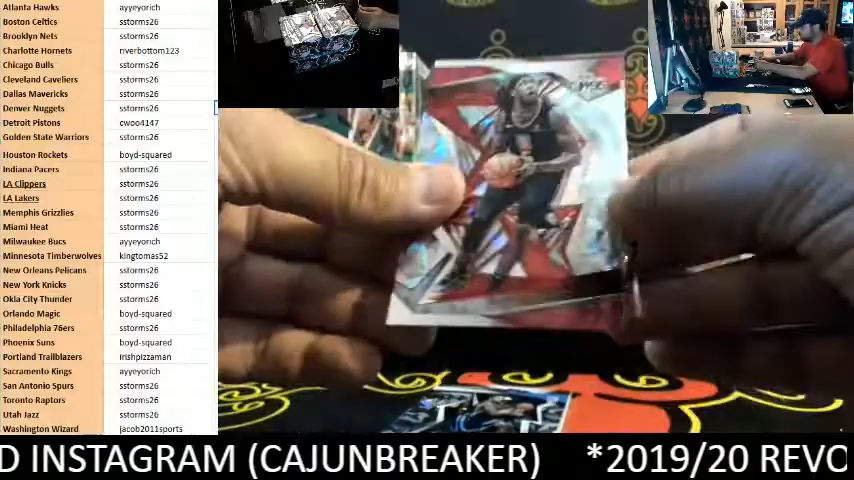 Atlanta Hawks ayyeyorich
Boston Celtics sstorms26
Brooklyn Nets sstorms26
Charlotte Hornets riverbottom123
Chicago Bulls sstorms26
Cleveland Cavaliers sstorms26
Dallas Mavericks sstorms26
Denver Nuggets sstorms26
Detroit Pistons cwoo4147
Golden State Warriors sstorms26
Houston Rockets boyd-squared
Indiana Pacers sstorms26
LA Clippers sstorms26
LA Lakers sstorms26
Memphis Grizzlies sstorms26
Miami Heat sstorms26
Milwaukee Bucs ayyeyorich
Minnesota Timberwolves kingtomas52
New Orleans Pelicans sstorms26
New York Knicks sstorms26
Okla City Thunder sstorms26
Orlando Magic boyd-squared
Philadelphia 76ers sstorms26
Phoenix Suns boyd-squared
Portland Trailblazers irishpizzaman
Sacramento Kings ayyeyorich
San Antonio Spurs sstorms26
Toronto Raptors sstorms26
Utah Jazz sstorms26
Washington Wizard jacob2011sports
D INSTAGRAM (CAJUNBREAKER) *2019/20 REVO